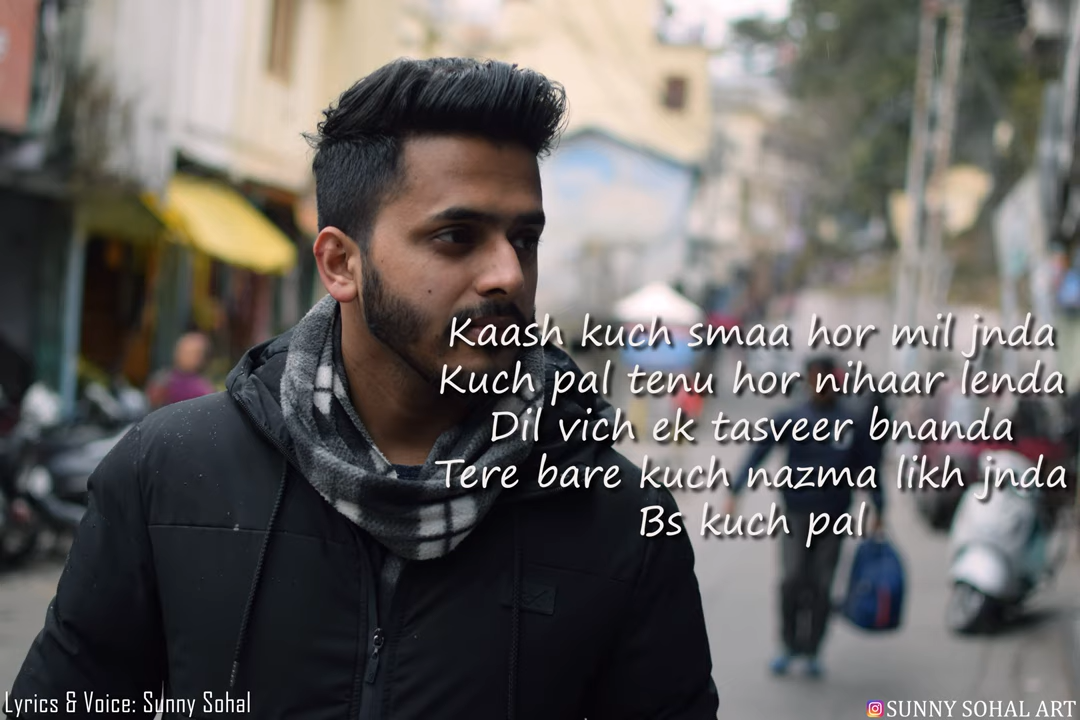 Kaash kuch smaa hor mil jnda
Kuch pal tenu hor nihaar lenda
Dil vich ek tasveer bnanda
Tere bare kuch nazma likh jnda
Bs kuch pal
Lyrics & Voice: Sunny Sohal
SUNNY SOHAL ART